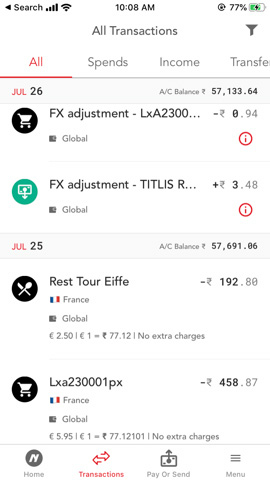 Search
10:08 AM
77%
All Transactions
All Spends Income Transfe
JUL 26 A/C Balance ₹ 57,133.64
FX adjustment - LxA2300... -₹ 0.94
Global
FX adjustment - TITLIS R... +₹ 3.48
Global
JUL 25 A/C Balance ₹ 57,691.06
Rest Tour Eiffe -₹ 192.80
France
Global
€ 2.50 | € 1 = ₹ 77.12 | No extra charges
Lxa230001px -₹ 458.87
France
Global
€ 5.95 | € 1 = ₹ 77.12101 | No extra charges
Home Transactions Pay Or Send Menu